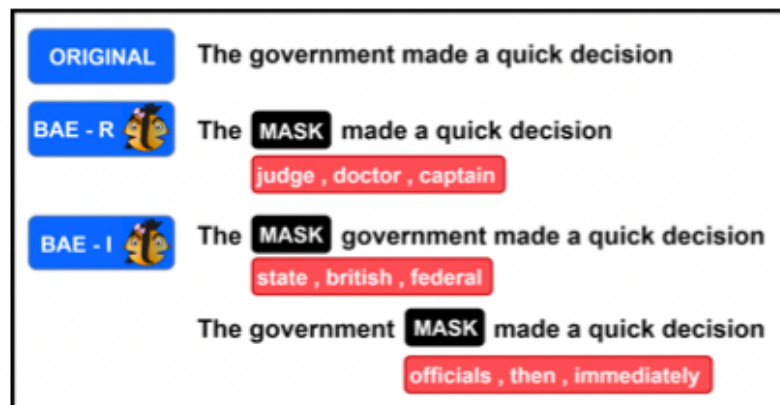 ORIGINAL The government made a quick decision
BAE - R The MASK made a quick decision
judge , doctor , captain
BAE - I The MASK government made a quick decision
state , british , federal
The government MASK made a quick decision
officials , then , immediately